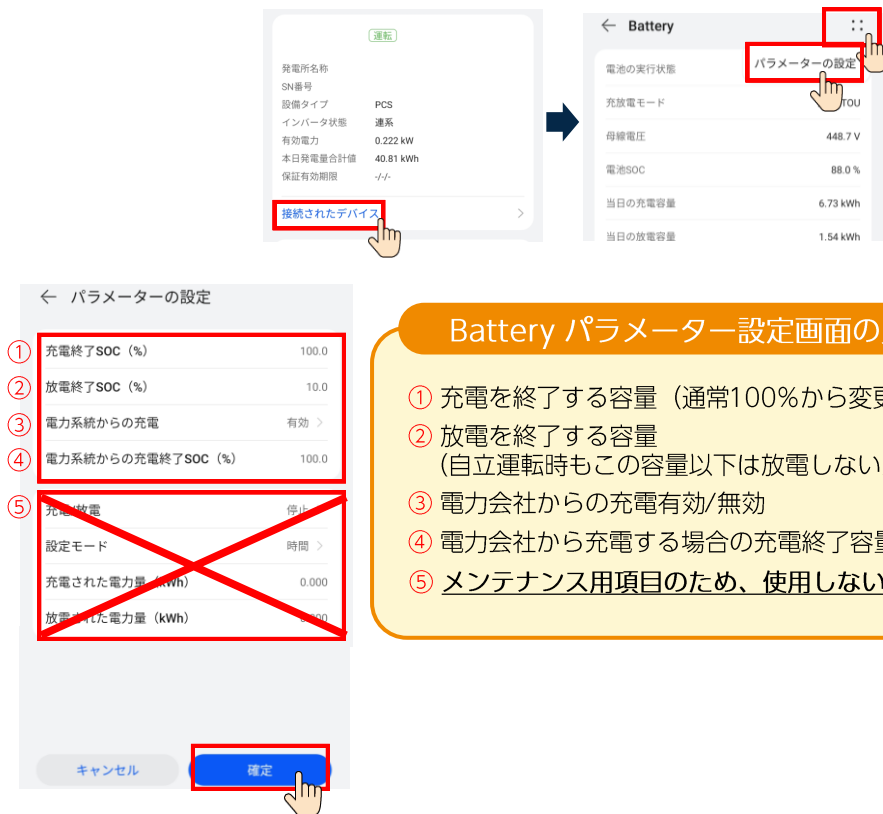 運転
発電所名称
SN番号
設備タイプ PCS
インバータ状態 連系
有効電力 0.222 kW
本日発電量合計値 40.81 kWh
保証有効期限 -/-/-
接続されたデバイス
Battery
パラメーターの設定
電池の実行状態
充放電モード TOU
母線電圧 448.7 V
電池SOC 88.0 %
当日の充電容量 6.73 kWh
当日の放電容量 1.54 kWh
パラメーターの設定
① 充電終了SOC（%） 100.0
② 放電終了SOC（%） 10.0
③ 電力系統からの充電 有効
④ 電力系統からの充電終了SOC（%） 100.0
⑤ 充電/放電 停止
設定モード 時間
充電された電力量（kWh） 0.000
放電された電力量（kWh） 0.000
キャンセル 確定
Battery パラメーター設定画面の
① 充電を終了する容量（通常100%から変更
② 放電を終了する容量
（自立運転時もこの容量以下は放電しない
③ 電力会社からの充電有効/無効
④ 電力会社から充電する場合の充電終了容量
⑤ メンテナンス用項目のため、使用しない